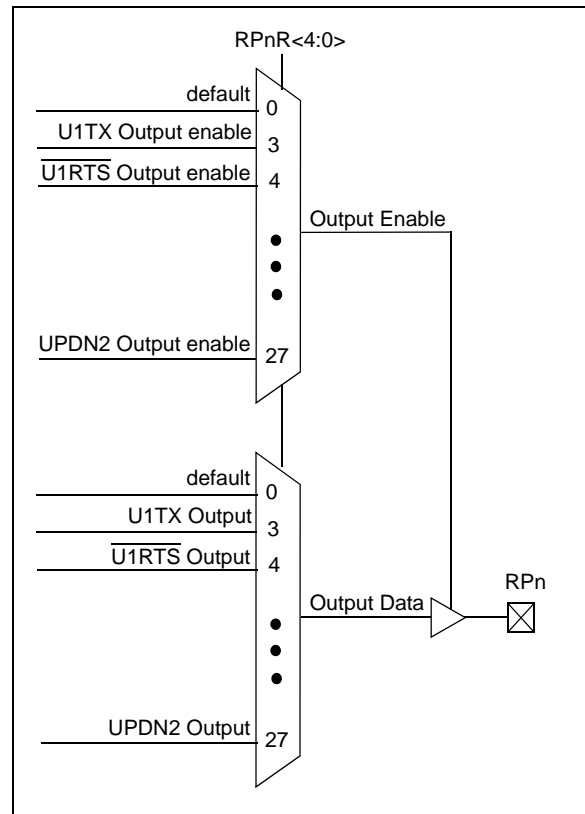 RPnR<4:0>
default
0
U1TX Output enable
3
U1RTS Output enable
4
Output Enable
UPDN2 Output enable
27
default
0
U1TX Output
3
U1RTS Output
4
RPn
Output Data
UPDN2 Output
27